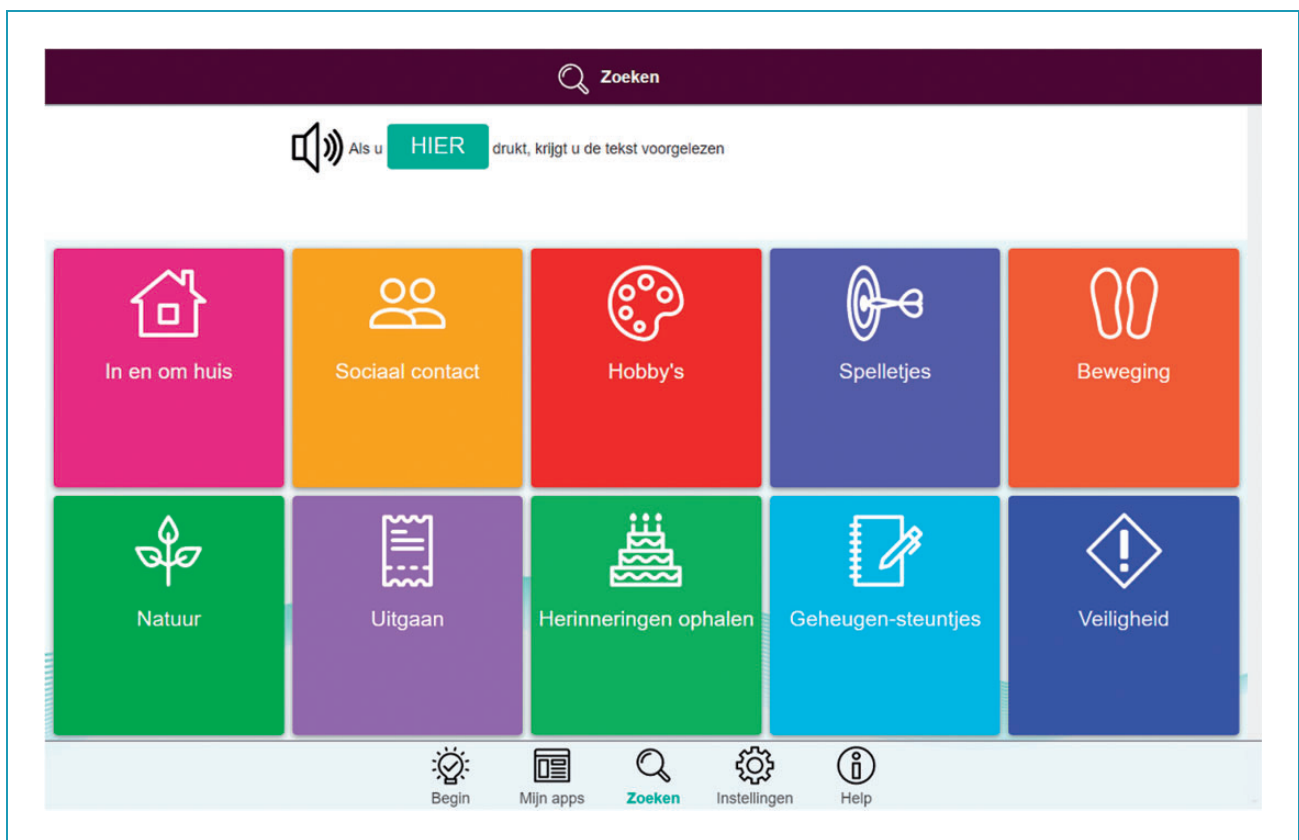 Zoeken
Als u HIER drukt, krijgt u de tekst voorgelezen
In en om huis
Sociaal contact
Hobby's
Spelletjes
Beweging
Natuur
Uitgaan
Herinneringen ophalen
Geheugen-steuntjes
Veiligheid
Begin
Mijn apps
Zoeken
Instellingen
Help